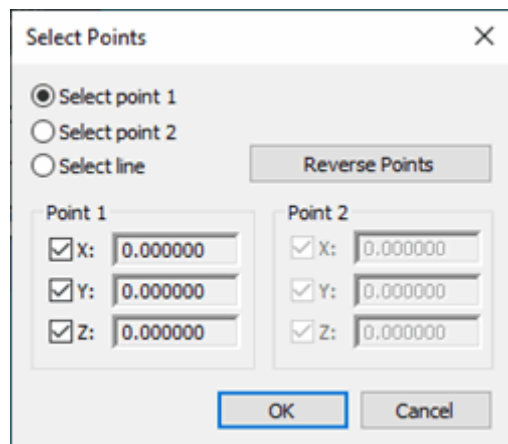 Select Points
Select point 1
Select point 2
Select line
Reverse Points
Point 1
X: 0.000000
Y: 0.000000
Z: 0.000000
Point 2
X: 0.000000
Y: 0.000000
Z: 0.000000
OK
Cancel